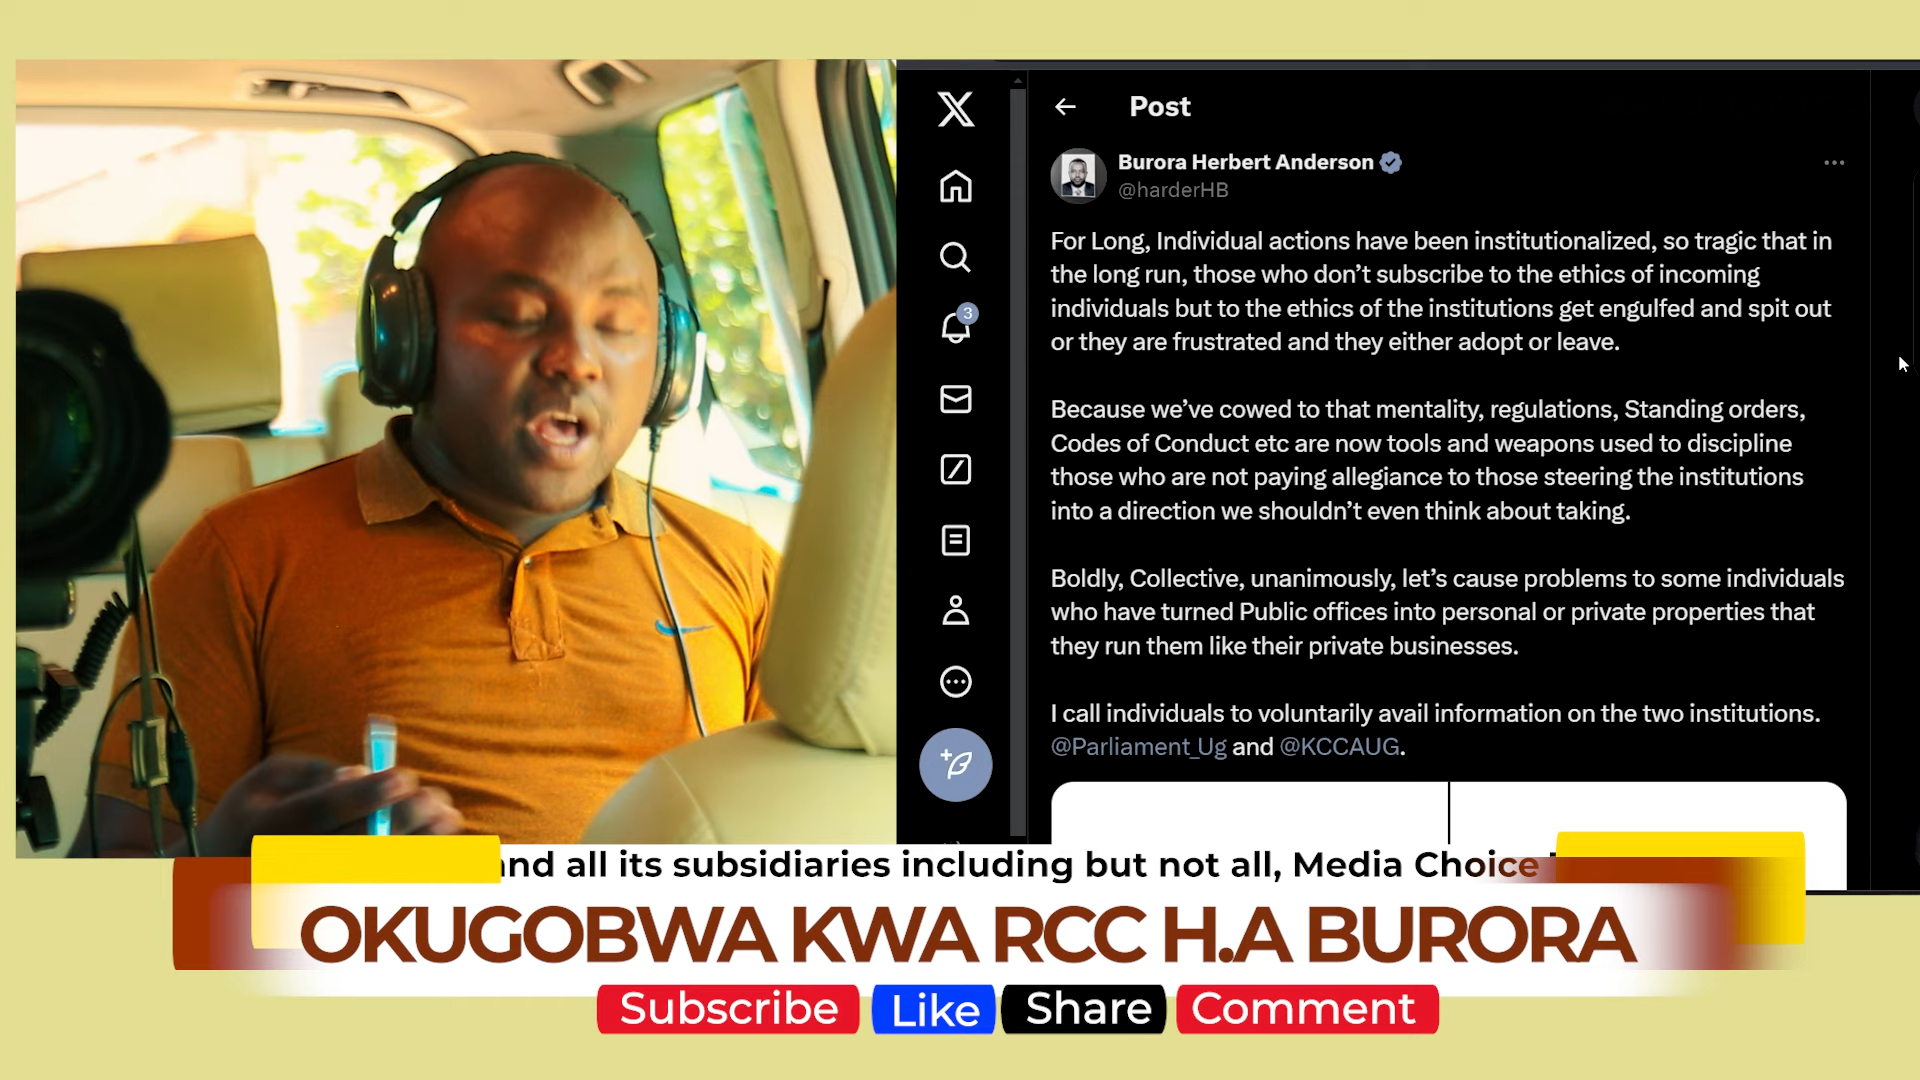 Post
Burora Herbert Anderson
@harderHB
3
For Long, Individual actions have been institutionalized, so tragic that in
the long run, those who don’t subscribe to the ethics of incoming
individuals but to the ethics of the institutions get engulfed and spit out
or they are frustrated and they either adopt or leave.
Because we’ve cowed to that mentality, regulations, Standing orders,
Codes of Conduct etc are now tools and weapons used to discipline
those who are not paying allegiance to those steering the institutions
into a direction we shouldn’t even think about taking.
Boldly, Collective, unanimously, let’s cause problems to some individuals
who have turned Public offices into personal or private properties that
they run them like their private businesses.
I call individuals to voluntarily avail information on the two institutions.
@Parliament_Ug and @KCCAUG.
and all its subsidiaries including but not all, Media Choice
OKUGOBWA KWA RCC H.A BURORA
Subscribe Like Share Comment